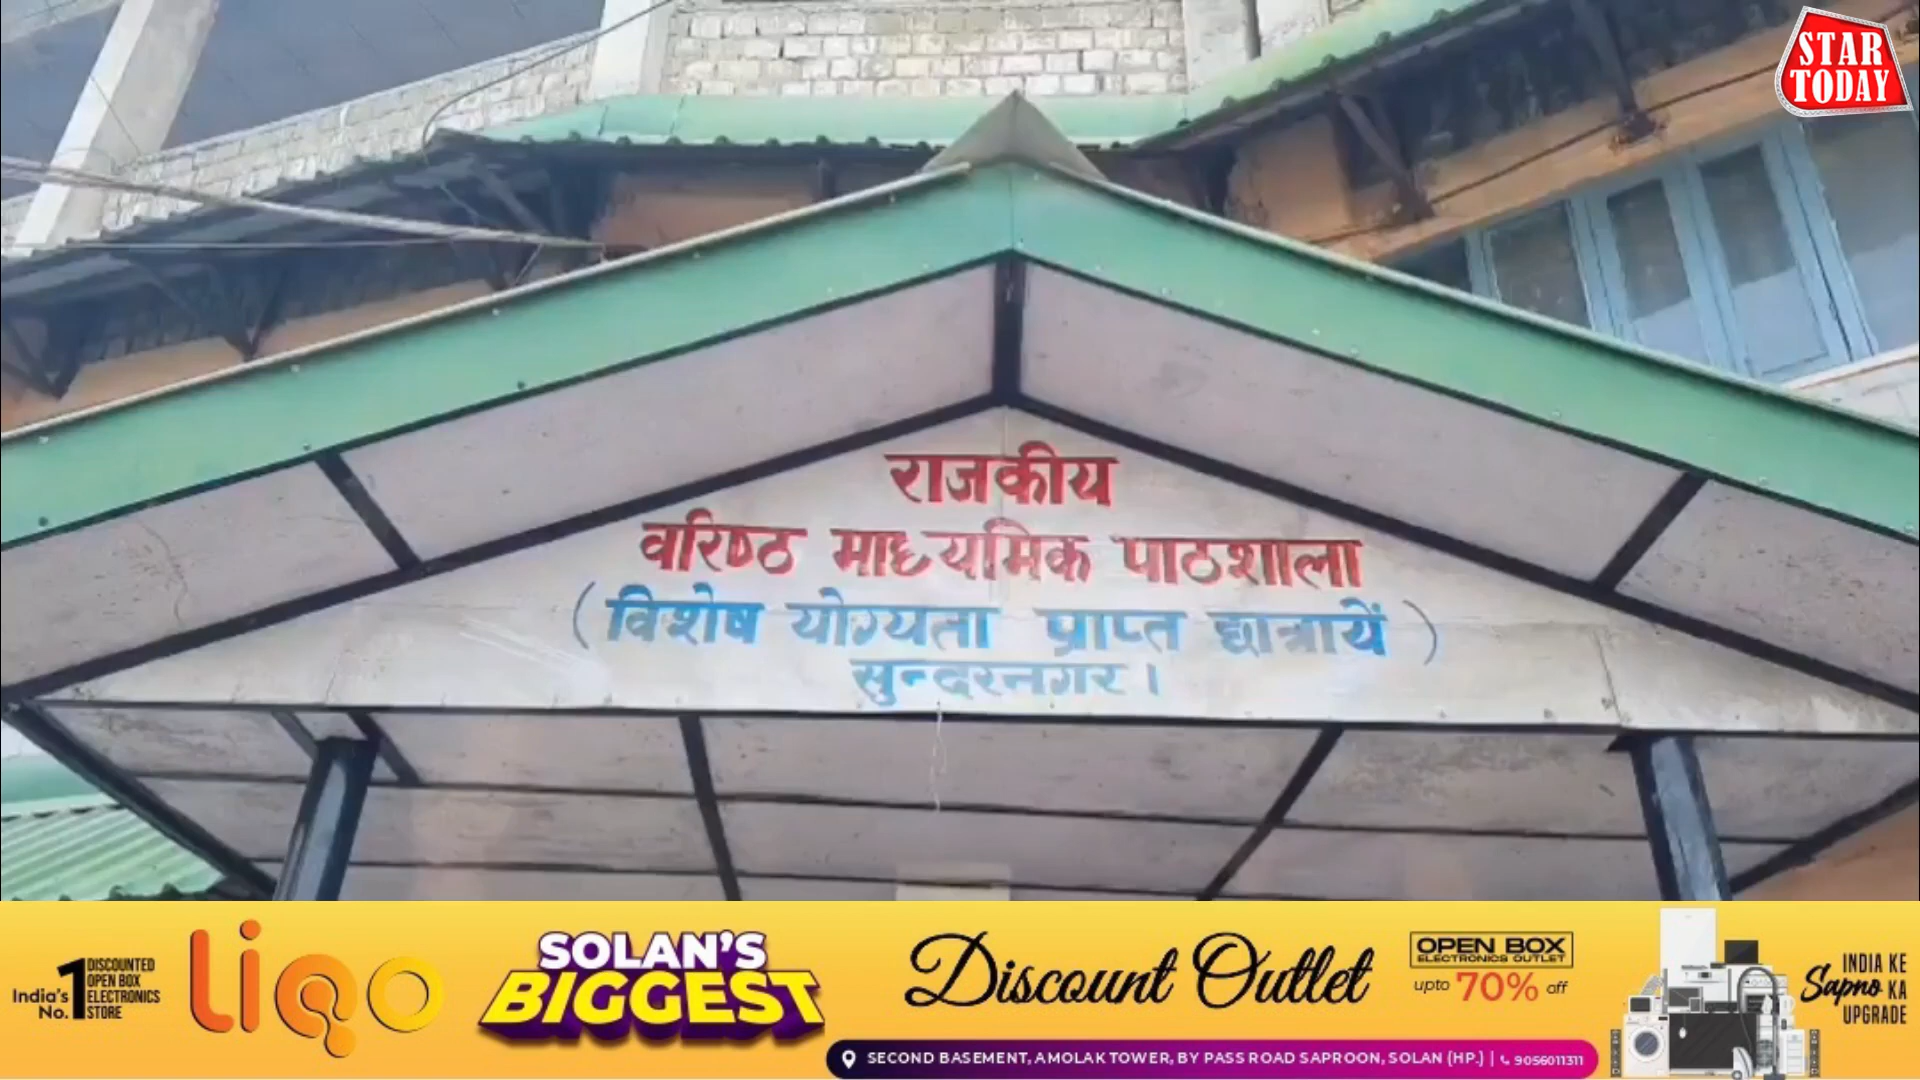 STAR
TODAY
राजकीय
वरिष्ठ माध्यमिक पाठशाला
(विशेष योग्यता प्राप्त छात्रायें)
सुन्दरनगर।
India's No. 1 DISCOUNTED OPEN BOX ELECTRONICS STORE
liqo
SOLAN'S
BIGGEST
Discount Outlet
OPEN BOX
ELECTRONICS OUTLET
upto 70% off
INDIA KE
Sapno KA
UPGRADE
SECOND BASEMENT, AMOLAK TOWER, BY PASS ROAD SAPROON, SOLAN (HP.) | 9056011311